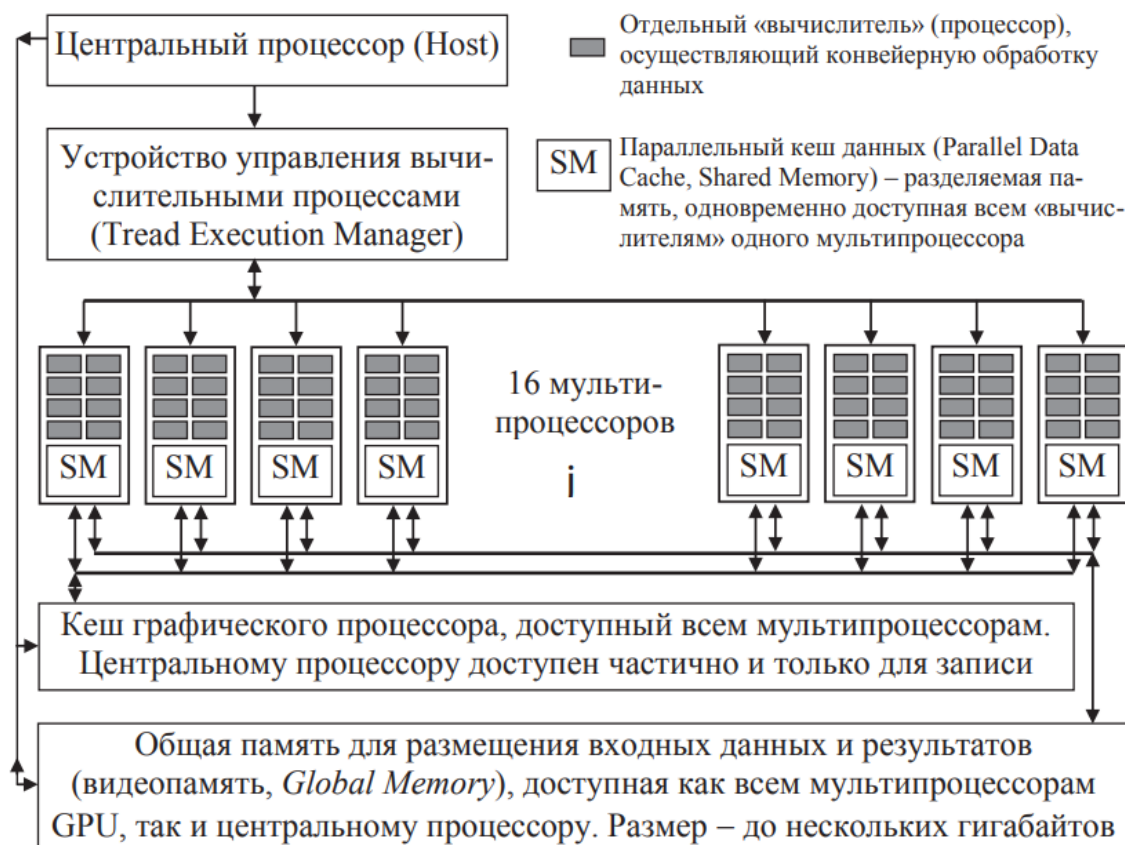 Центральный процессор (Host)
Отдельный «вычислитель» (процессор),
осуществляющий конвейерную обработку
данных
Устройство управления вычи-
слительными процессами
(Tread Execution Manager)
SM
Параллельный кеш данных (Parallel Data
Cache, Shared Memory) – разделяемая па-
мять, одновременно доступная всем «вычис-
лителям» одного мультипроцессора
16 мульти-
процессоров
i
SM SM SM SM SM SM SM SM
Кеш графического процессора, доступный всем мультипроцессорам.
Центральному процессору доступен частично и только для записи
Общая память для размещения входных данных и результатов
(видеопамять, Global Memory), доступная как всем мультипроцессорам
GPU, так и центральному процессору. Размер – до нескольких гигабайтов